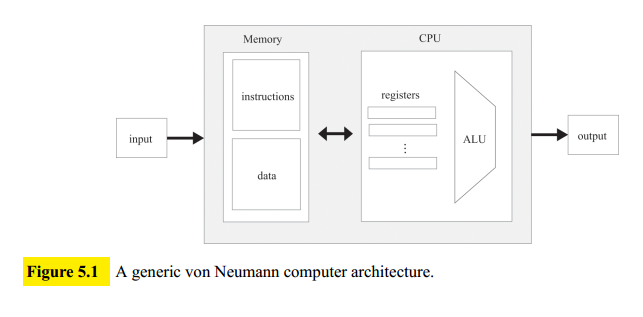 Memory
CPU
instructions
registers
input
ALU
output
data
Figure 5.1 A generic von Neumann computer architecture.